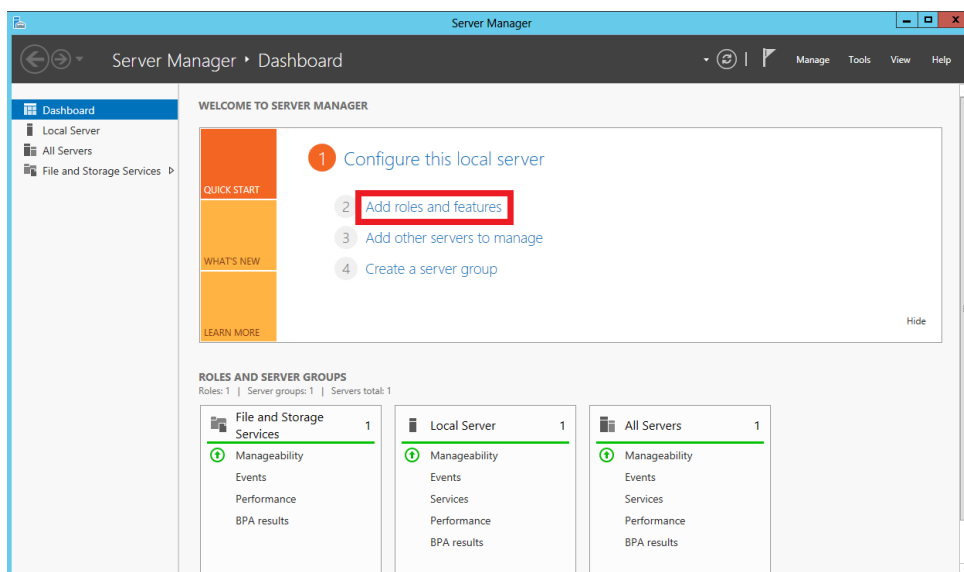 Server Manager
Server Manager • Dashboard
Manage Tools View Help
Dashboard
Local Server
All Servers
File and Storage Services
WELCOME TO SERVER MANAGER
QUICK START
WHAT'S NEW
LEARN MORE
1 Configure this local server
2 Add roles and features
3 Add other servers to manage
4 Create a server group
Hide
ROLES AND SERVER GROUPS
Roles: 1 | Server groups: 1 | Servers total: 1
File and Storage
Services 1
Manageability
Events
Performance
BPA results
Local Server 1
Manageability
Events
Services
Performance
BPA results
All Servers 1
Manageability
Events
Services
Performance
BPA results